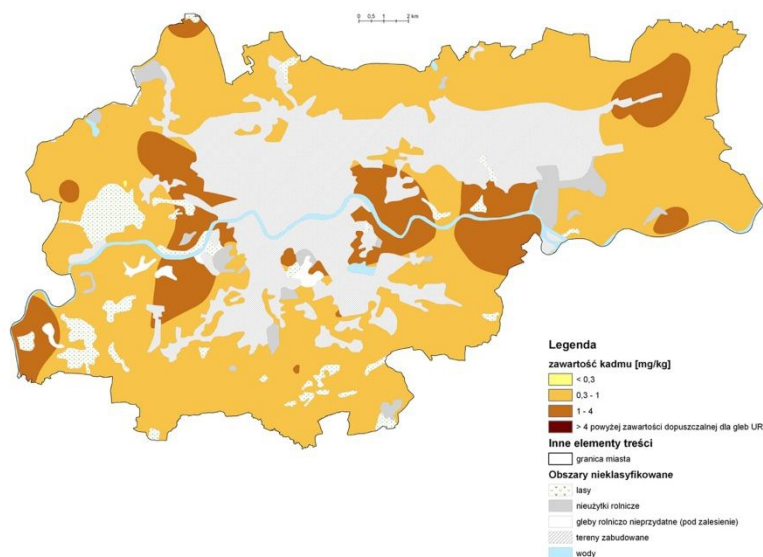 0 0,5 1 2 km
Legenda
zawartość kadmu [mg/kg]
< 0,3
0,3 - 1
1 - 4
> 4 powyżej zawartości dopuszczalnej dla gleb UR
Inne elementy treści
granica miasta
Obszary nieklasyfikowane
lasy
nieużytki rolnicze
gleby rolniczo nieprzydatne (pod zalesienie)
tereny zabudowane
wody